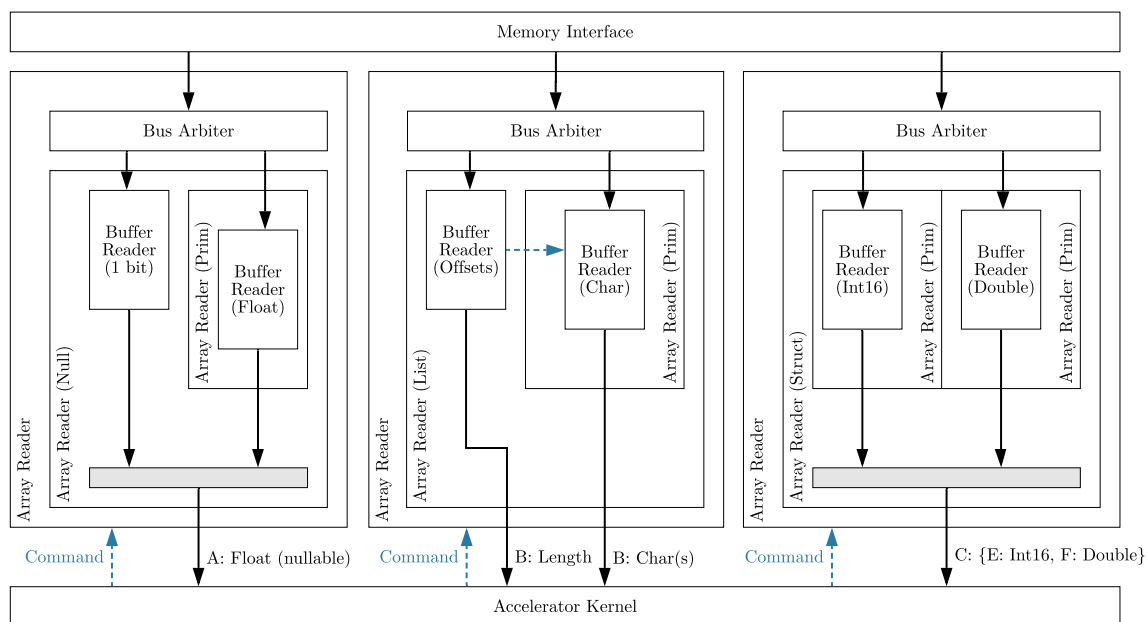 Memory Interface
Bus Arbiter
Buffer
Reader
(1 bit)
Buffer
Reader
(Float)
Array Reader (Prim)
Array Reader (Null)
Array Reader
Bus Arbiter
Buffer
Reader
(Offsets)
Buffer
Reader
(Char)
Array Reader (Prim)
Array Reader (List)
Array Reader
Bus Arbiter
Buffer
Reader
(Int16)
Array Reader (Prim)
Buffer
Reader
(Double)
Array Reader (Prim)
Array Reader (Struct)
Array Reader
Command
A: Float (nullable)
Command
B: Length
B: Char(s)
Command
C: {E: Int16, F: Double}
Accelerator Kernel